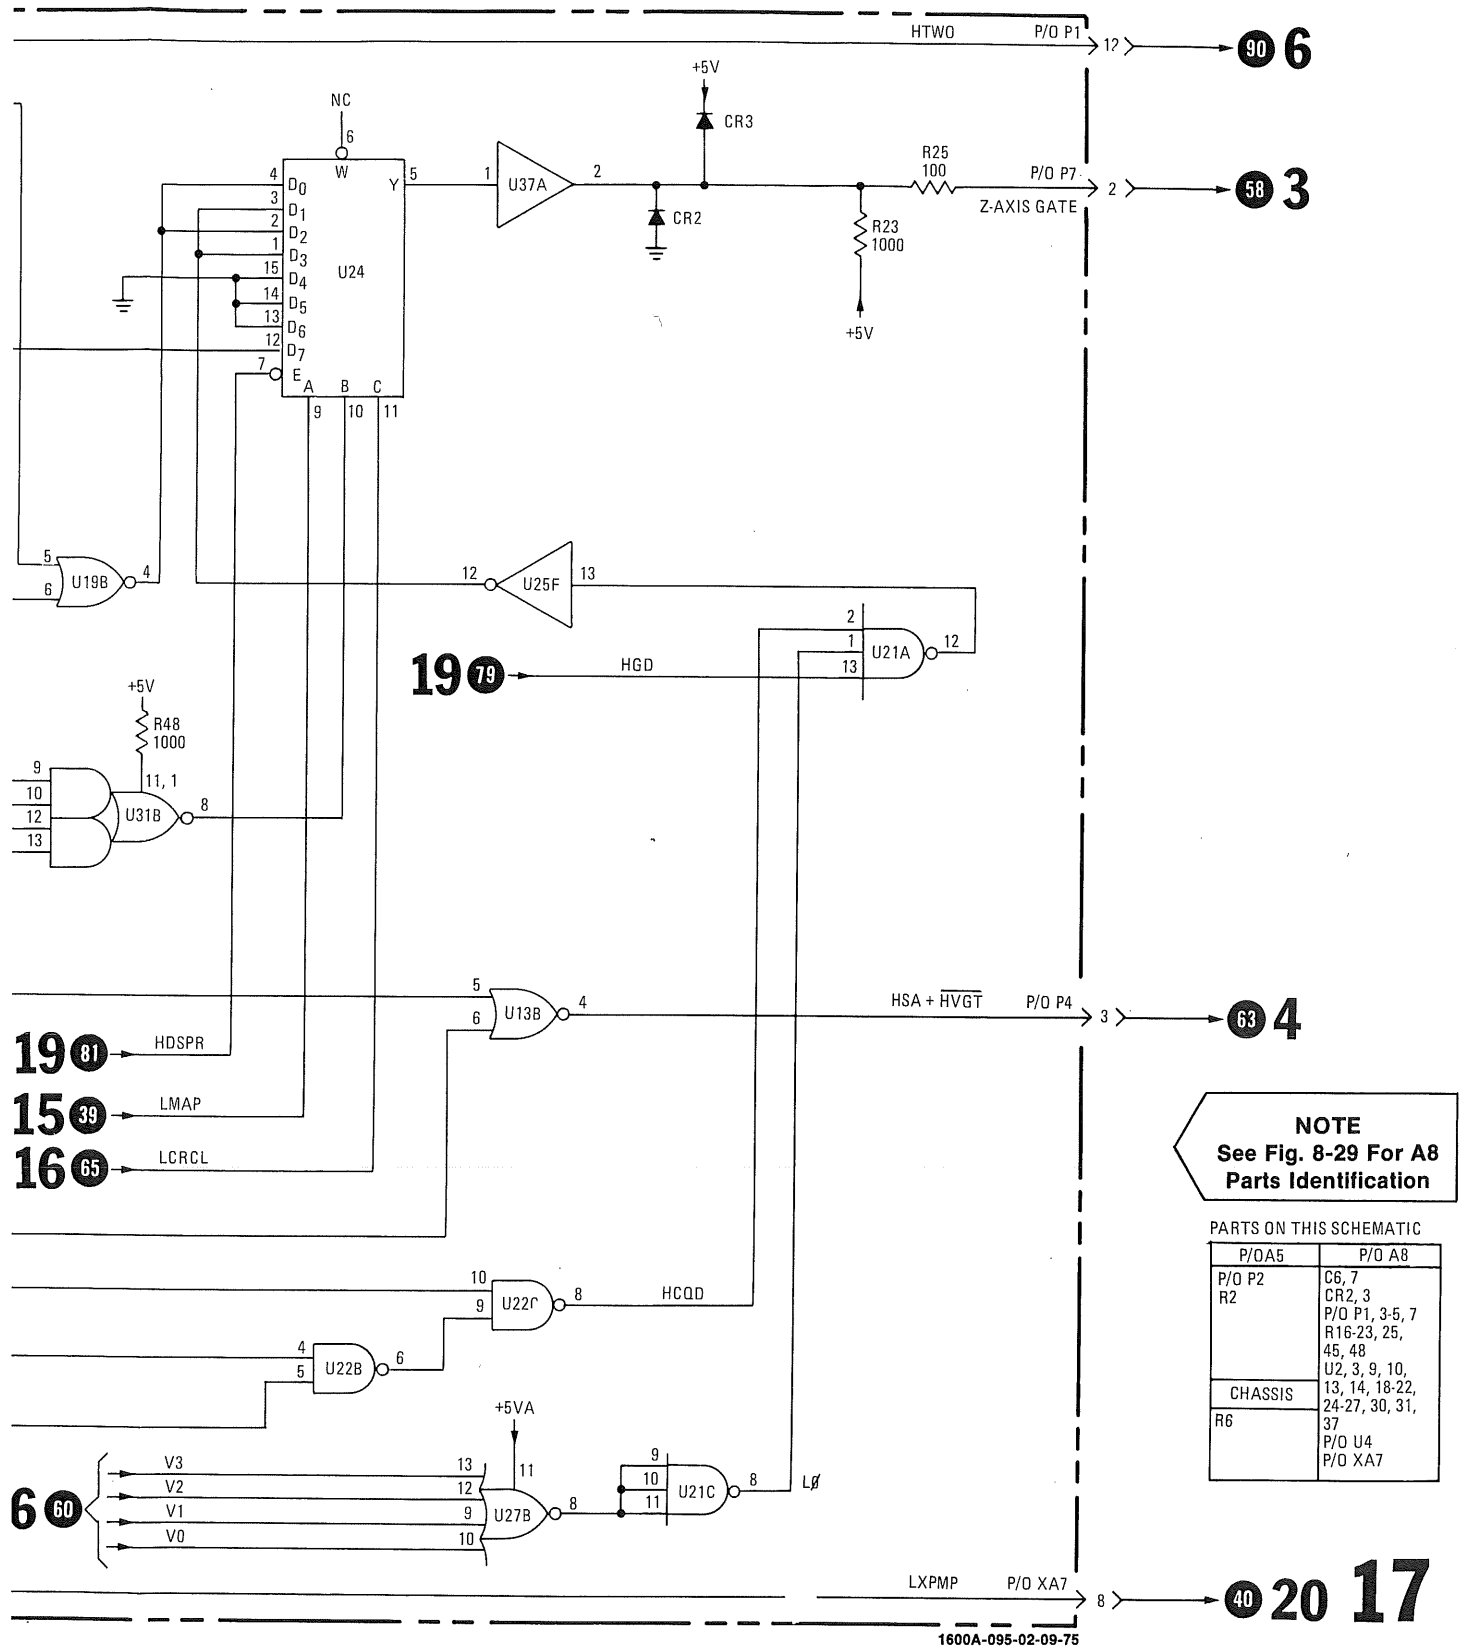 HTWO P/O P1 12 90 6
+5V
CR3
NC
6
W
4 D0 Y 5
3 D1
2 D2
1 D3
15 D4
14 D5
13 D6
12 D7
7 E
U24
A B C
9 10 11
1 U37A 2
CR2
R25
100
P/O P7 2 58 3
Z-AXIS GATE
R23
1000
+5V
5
6 U19B 4
12 U25F 13
2
1 U21A 12
13
19 79 HGD
+5V
R48
1000
9
10
12
13
11, 1
U31B 8
5
6 U13B 4
HSA + H̅V̅G̅T̅ P/O P4 3 63 4
19 81 HDSPR
15 39 LMAP
16 65 LCRCL
NOTE
See Fig. 8-29 For A8
Parts Identification
PARTS ON THIS SCHEMATIC
P/O A5 P/O A8
P/O P2
R2
CHASSIS
R6
C6, 7
CR2, 3
P/O P1, 3-5, 7
R16-23, 25,
45, 48
U2, 3, 9, 10,
13, 14, 18-22,
24-27, 30, 31,
37
P/O U4
P/O XA7
10
9 U22C 8 HCQD
4
5 U22B 6
+5VA
11
6 60
V3 13
V2 12
V1 9
V0 10
U27B 8
9
10
11
U21C 8 LØ
LXPMP P/O XA7 8 40 20 17
1600A-095-02-09-75